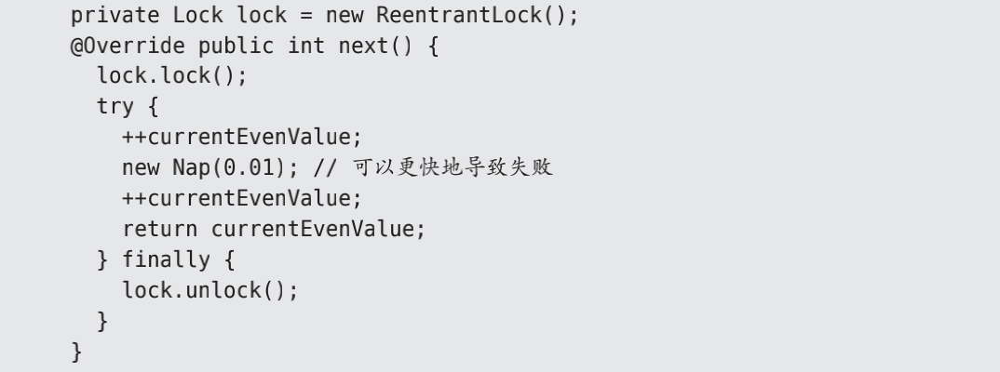 private Lock lock = new ReentrantLock();
@Override public int next() {
lock.lock();
try {
++currentEvenValue;
new Nap(0.01); // 可以更快地导致失败
++currentEvenValue;
return currentEvenValue;
} finally {
lock.unlock();
}
}